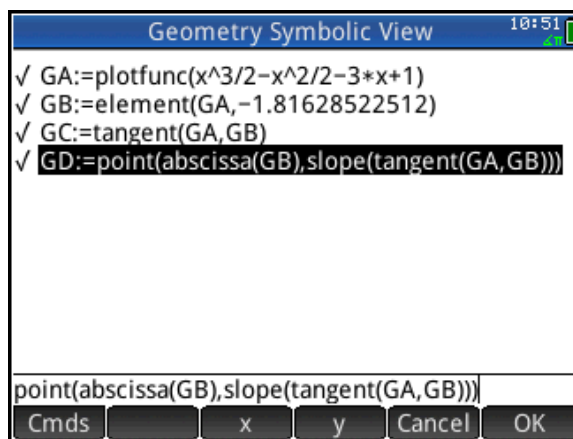 Geometry Symbolic View 10:51
∡π
√ GA:=plotfunc(x^3/2−x^2/2−3*x+1)
√ GB:=element(GA,−1.81628522512)
√ GC:=tangent(GA,GB)
√ GD:=point(abscissa(GB),slope(tangent(GA,GB)))
point(abscissa(GB),slope(tangent(GA,GB)))
Cmds x y Cancel OK